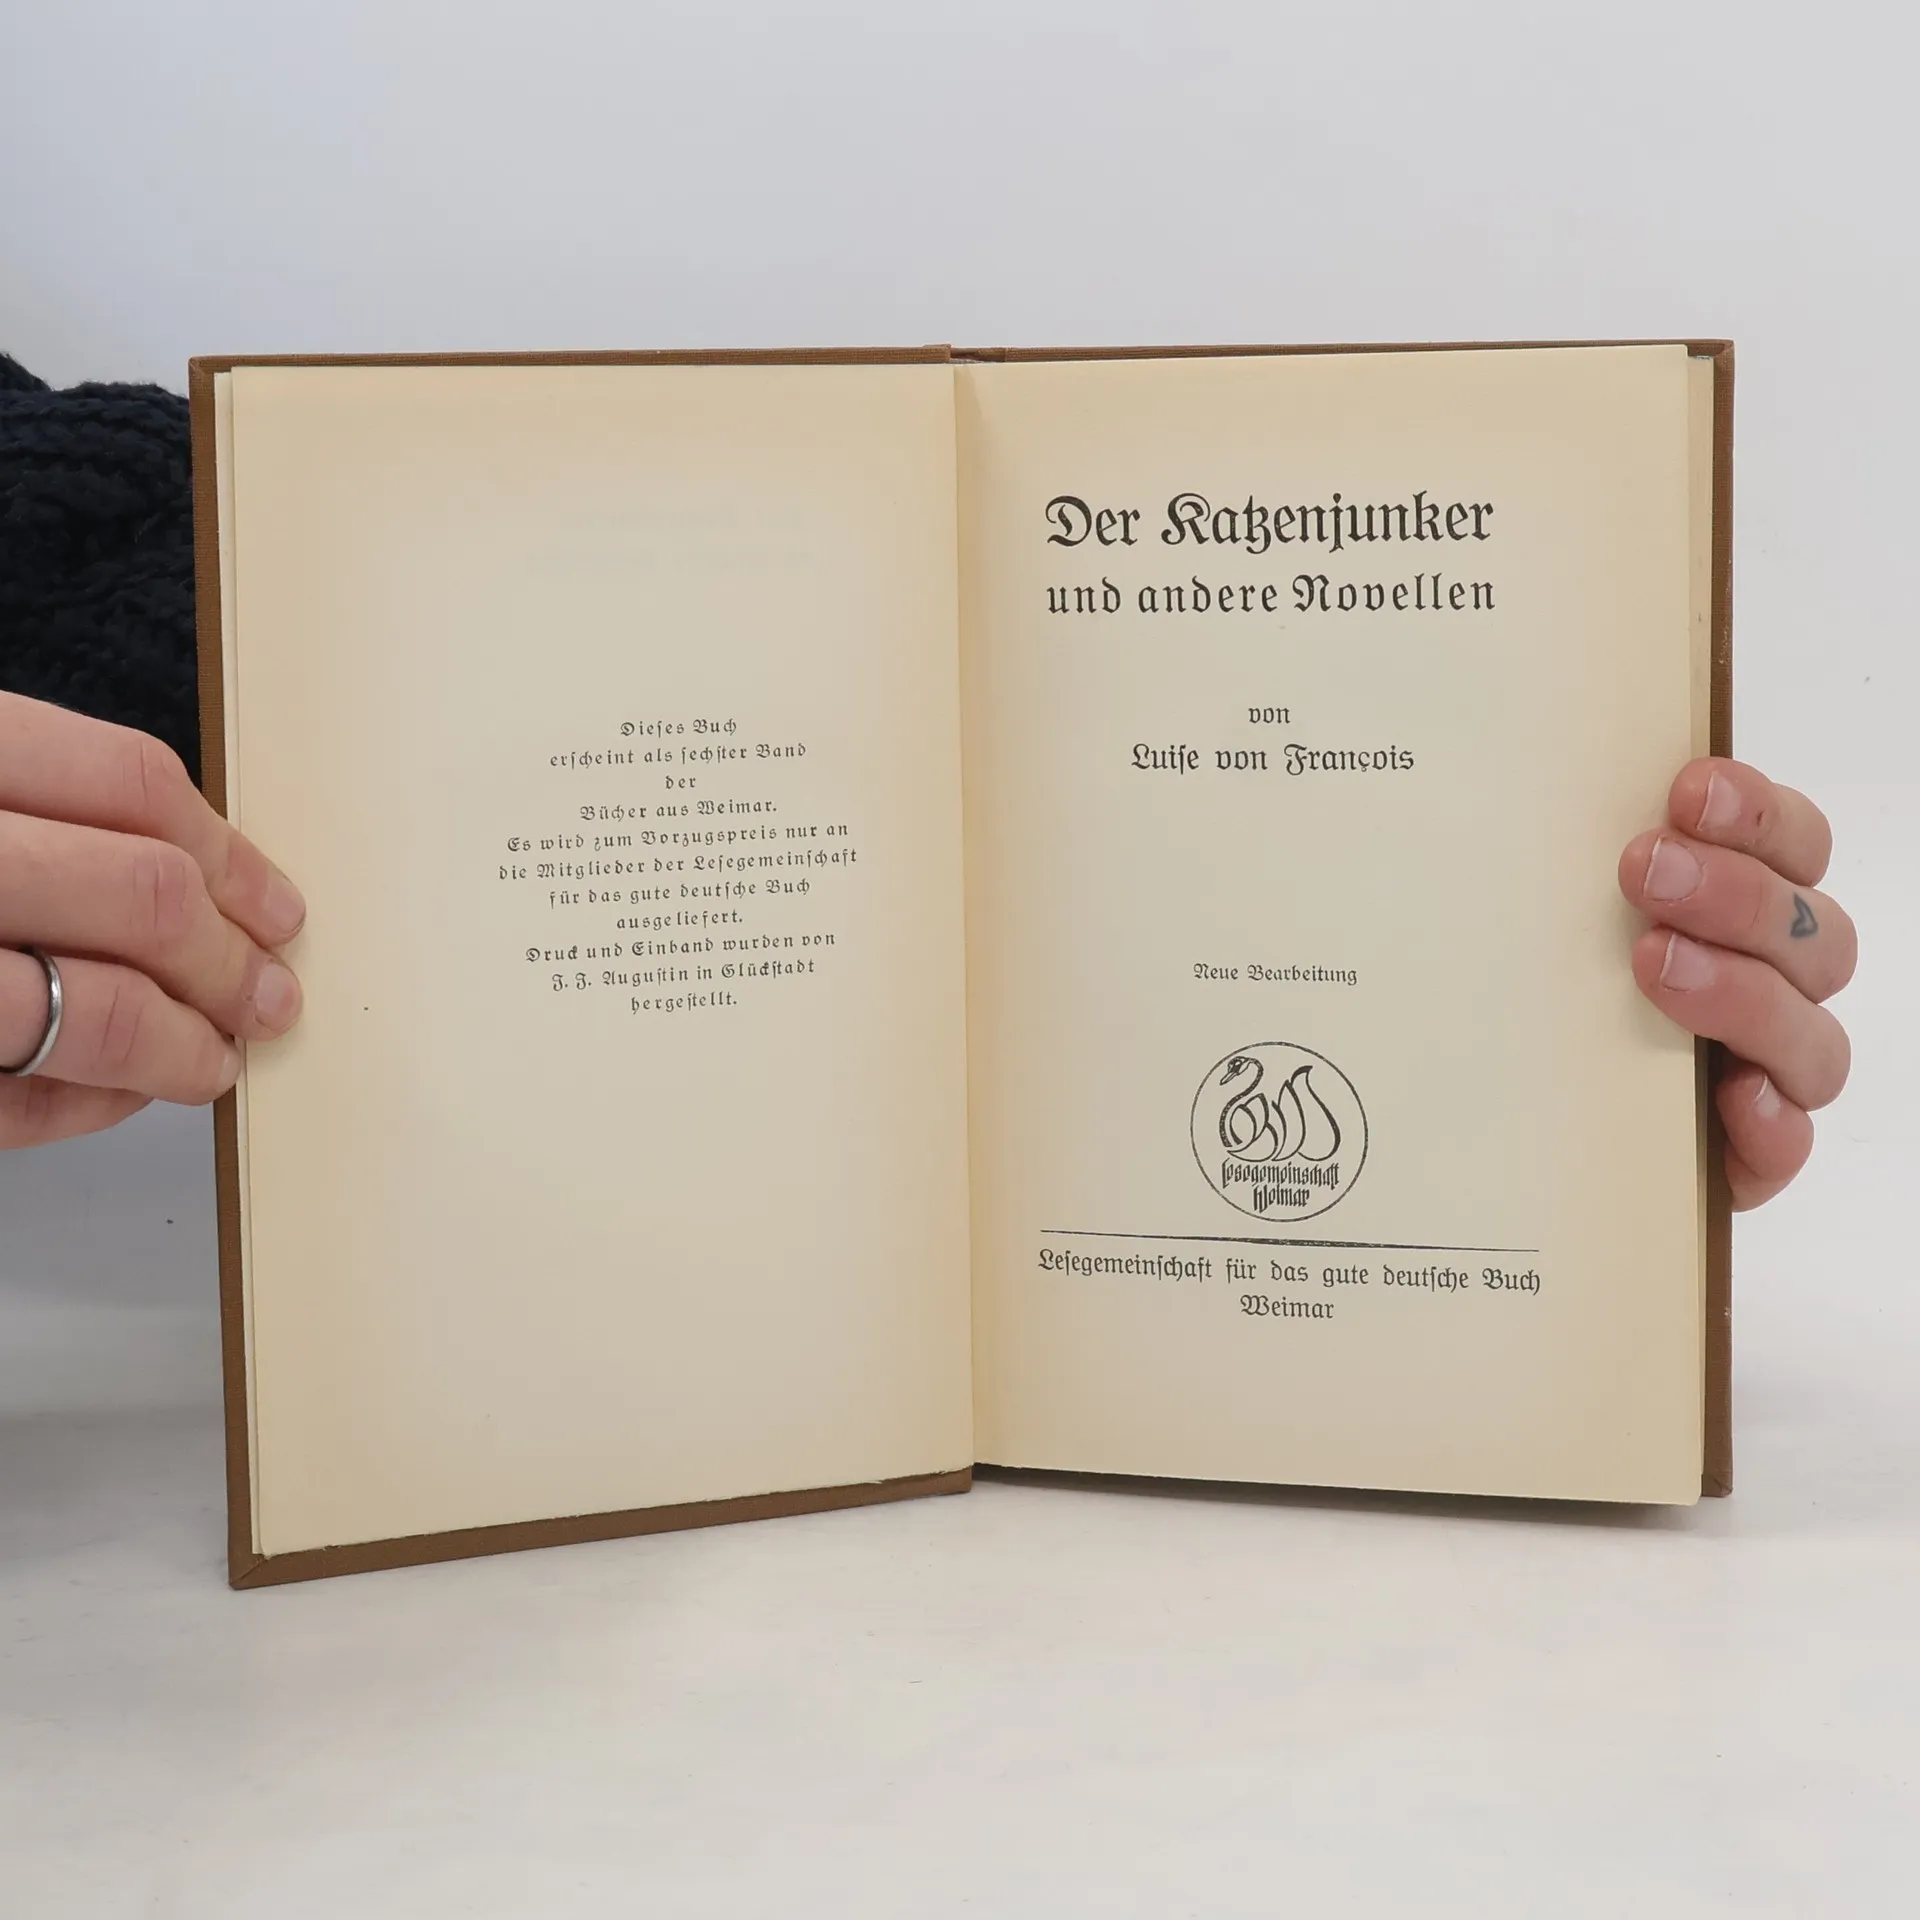 Dieſes Buch
erſcheint als ſechſter Band
der
Bücher aus Weimar.
Es wird zum Vorzugspreis nur an
die Mitglieder der Leſegemeinſchaft
für das gute deutſche Buch
ausgeliefert.
Druck und Einband wurden von
J. J. Auguſtin in Glückſtadt
hergeſtellt.
Der Katzenjunker
und andere Novellen
von
Luiſe von François
Neue Bearbeitung
Leſegemeinſchaft
Weimar
Leſegemeinſchaft für das gute deutſche Buch
Weimar